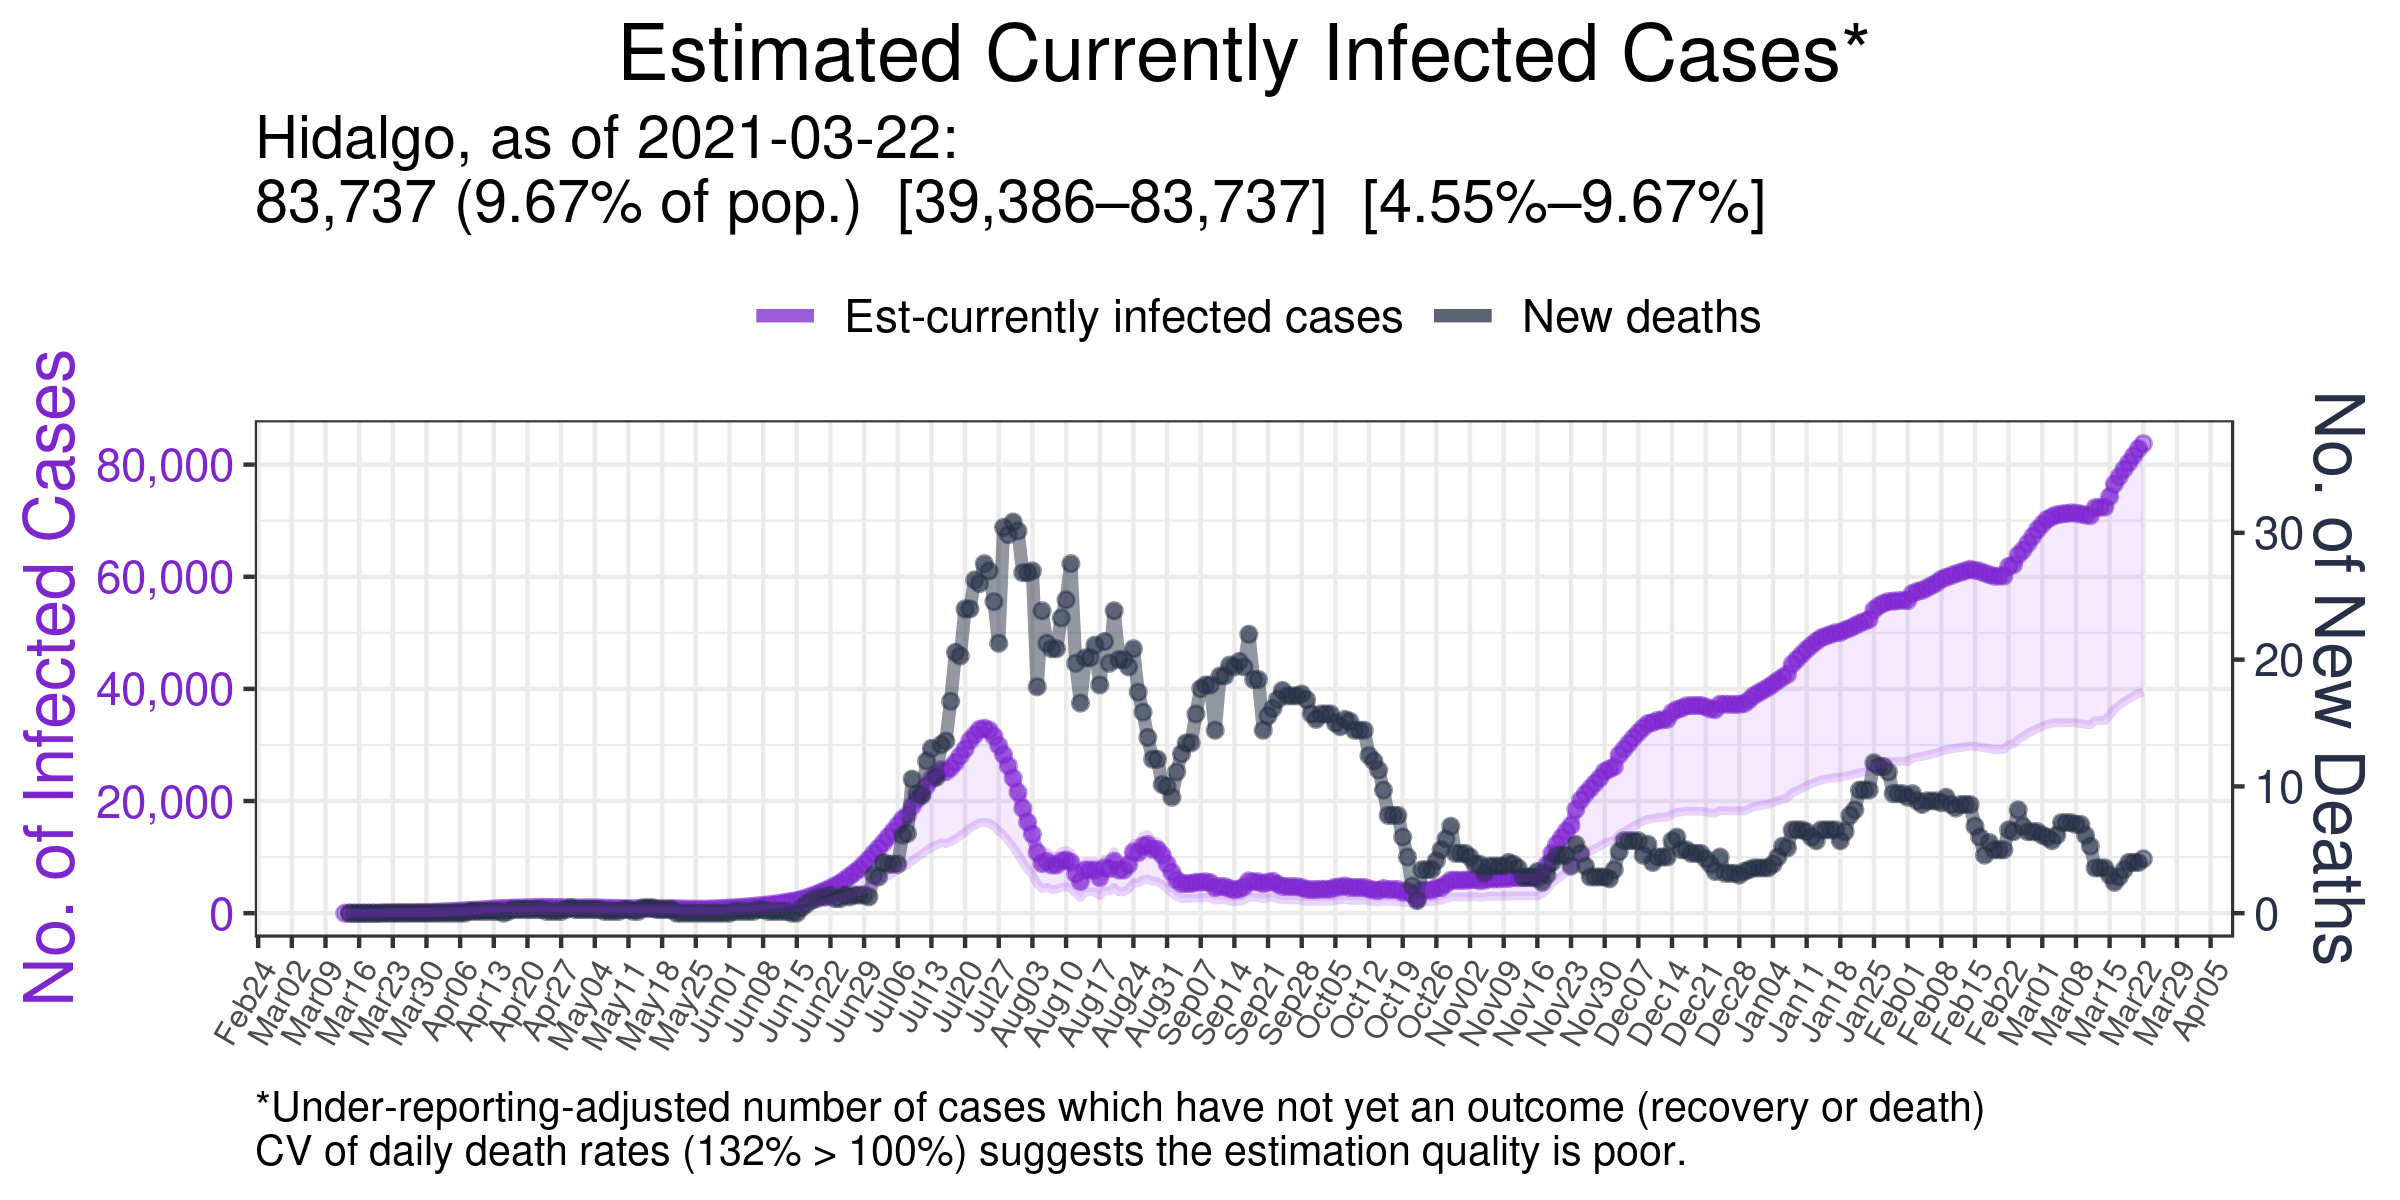 Estimated Currently Infected Cases*
Hidalgo, as of 2021-03-22:
83,737 (9.67% of pop.) [39,386–83,737] [4.55%–9.67%]
Est-currently infected cases New deaths
No. of Infected Cases
80,000
60,000
40,000
20,000
0
No. of New Deaths
30
20
10
0
Feb24 Mar02 Mar09 Mar16 Mar23 Mar30 Apr06 Apr13 Apr20 Apr27 May04 May11 May18 May25 Jun01 Jun08 Jun15 Jun22 Jun29 Jul06 Jul13 Jul20 Jul27 Aug03 Aug10 Aug17 Aug24 Aug31 Sep07 Sep14 Sep21 Sep28 Oct05 Oct12 Oct19 Oct26 Nov02 Nov09 Nov16 Nov23 Nov30 Dec07 Dec14 Dec21 Dec28 Jan04 Jan11 Jan18 Jan25 Feb01 Feb08 Feb15 Feb22 Mar01 Mar08 Mar15 Mar22 Mar29 Apr05
*Under-reporting-adjusted number of cases which have not yet an outcome (recovery or death)
CV of daily death rates (132% > 100%) suggests the estimation quality is poor.